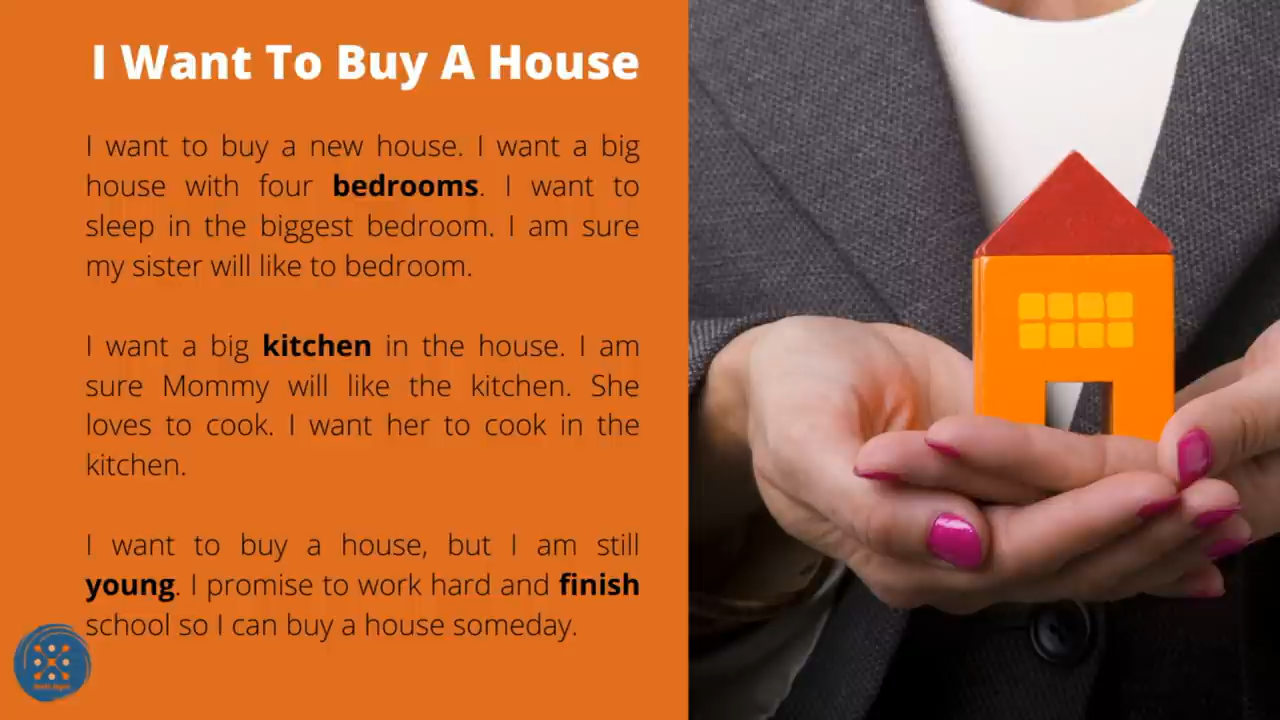 I Want To Buy A House
I want to buy a new house. I want a big
house with four bedrooms. I want to
sleep in the biggest bedroom. I am sure
my sister will like to bedroom.
I want a big kitchen in the house. I am
sure Mommy will like the kitchen. She
loves to cook. I want her to cook in the
kitchen.
I want to buy a house, but I am still
young. I promise to work hard and finish
school so I can buy a house someday.